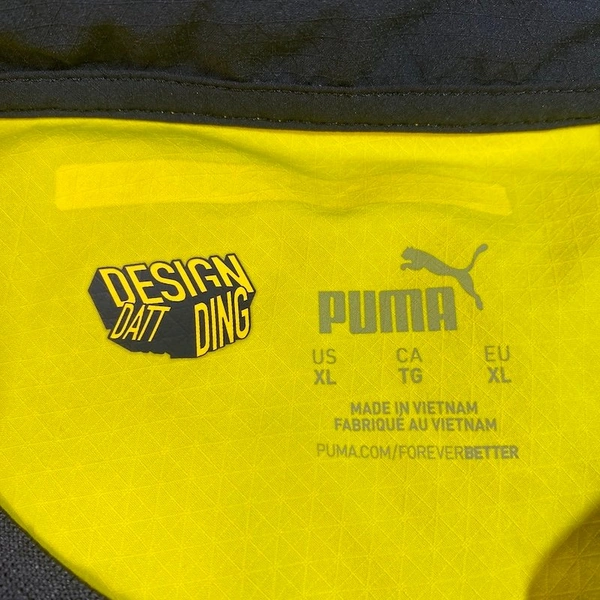 DESIGN
DATT DING
PUMA
US CA EU
XL TG XL
MADE IN VIETNAM
FABRIQUÉ AU VIETNAM
PUMA.COM/FOREVERBETTER